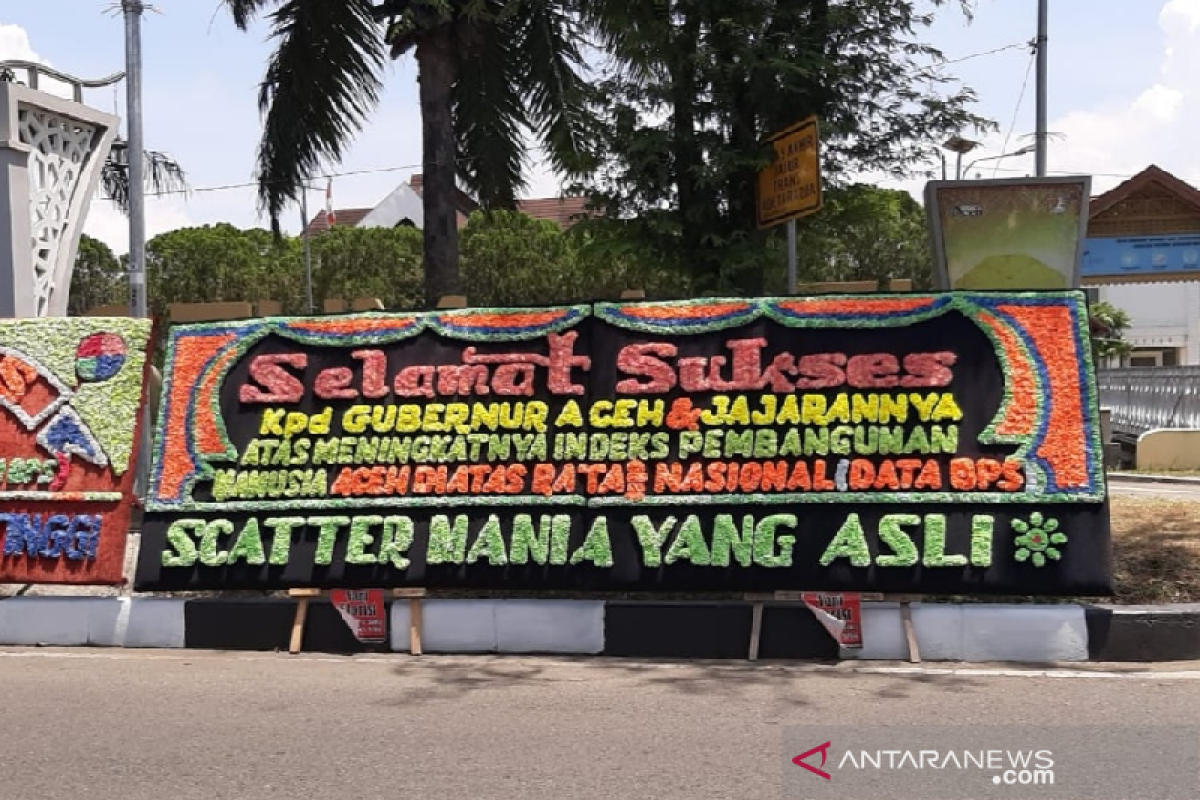 Selamat Sukses
Kpd GUBERNUR ACEH & JAJARANNYA
ATAS MENINGKATNYA INDEKS PEMBANGUNAN
MANUSIA ACEH DIATAS RATA2 NASIONAL (DATA BPS
SCATTER MANIA YANG ASLI
TINGGI
ANTARANEWS
.com